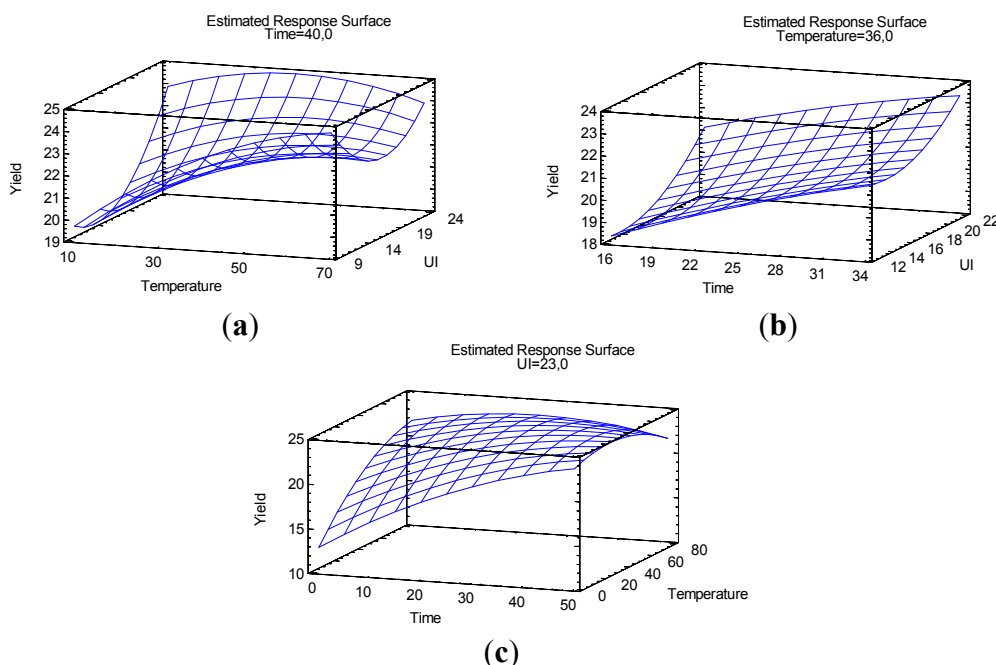 Estimated Response Surface
Time=40,0
25
24
23
22
21
20
19
Yield
10
30
50
70
Temperature
9
14
19
24
UI
(a)
Estimated Response Surface
Temperature=36,0
24
23
22
21
20
19
18
Yield
16
19
22
25
28
31
34
Time
12
14
16
18
20
22
UI
(b)
Estimated Response Surface
UI=23,0
25
20
15
10
Yield
0
10
20
30
40
50
Time
0
20
40
60
80
Temperature
(c)